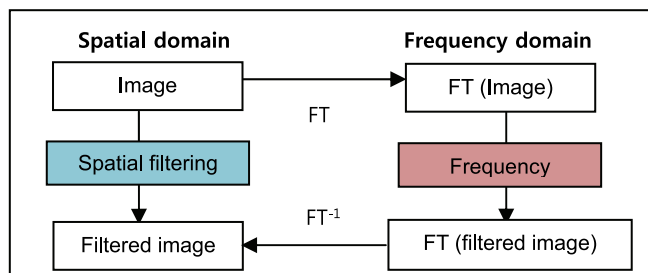 Spatial domain
Frequency domain
Image
FT (Image)
FT
Spatial filtering
Frequency
FT-1
Filtered image
FT (filtered image)